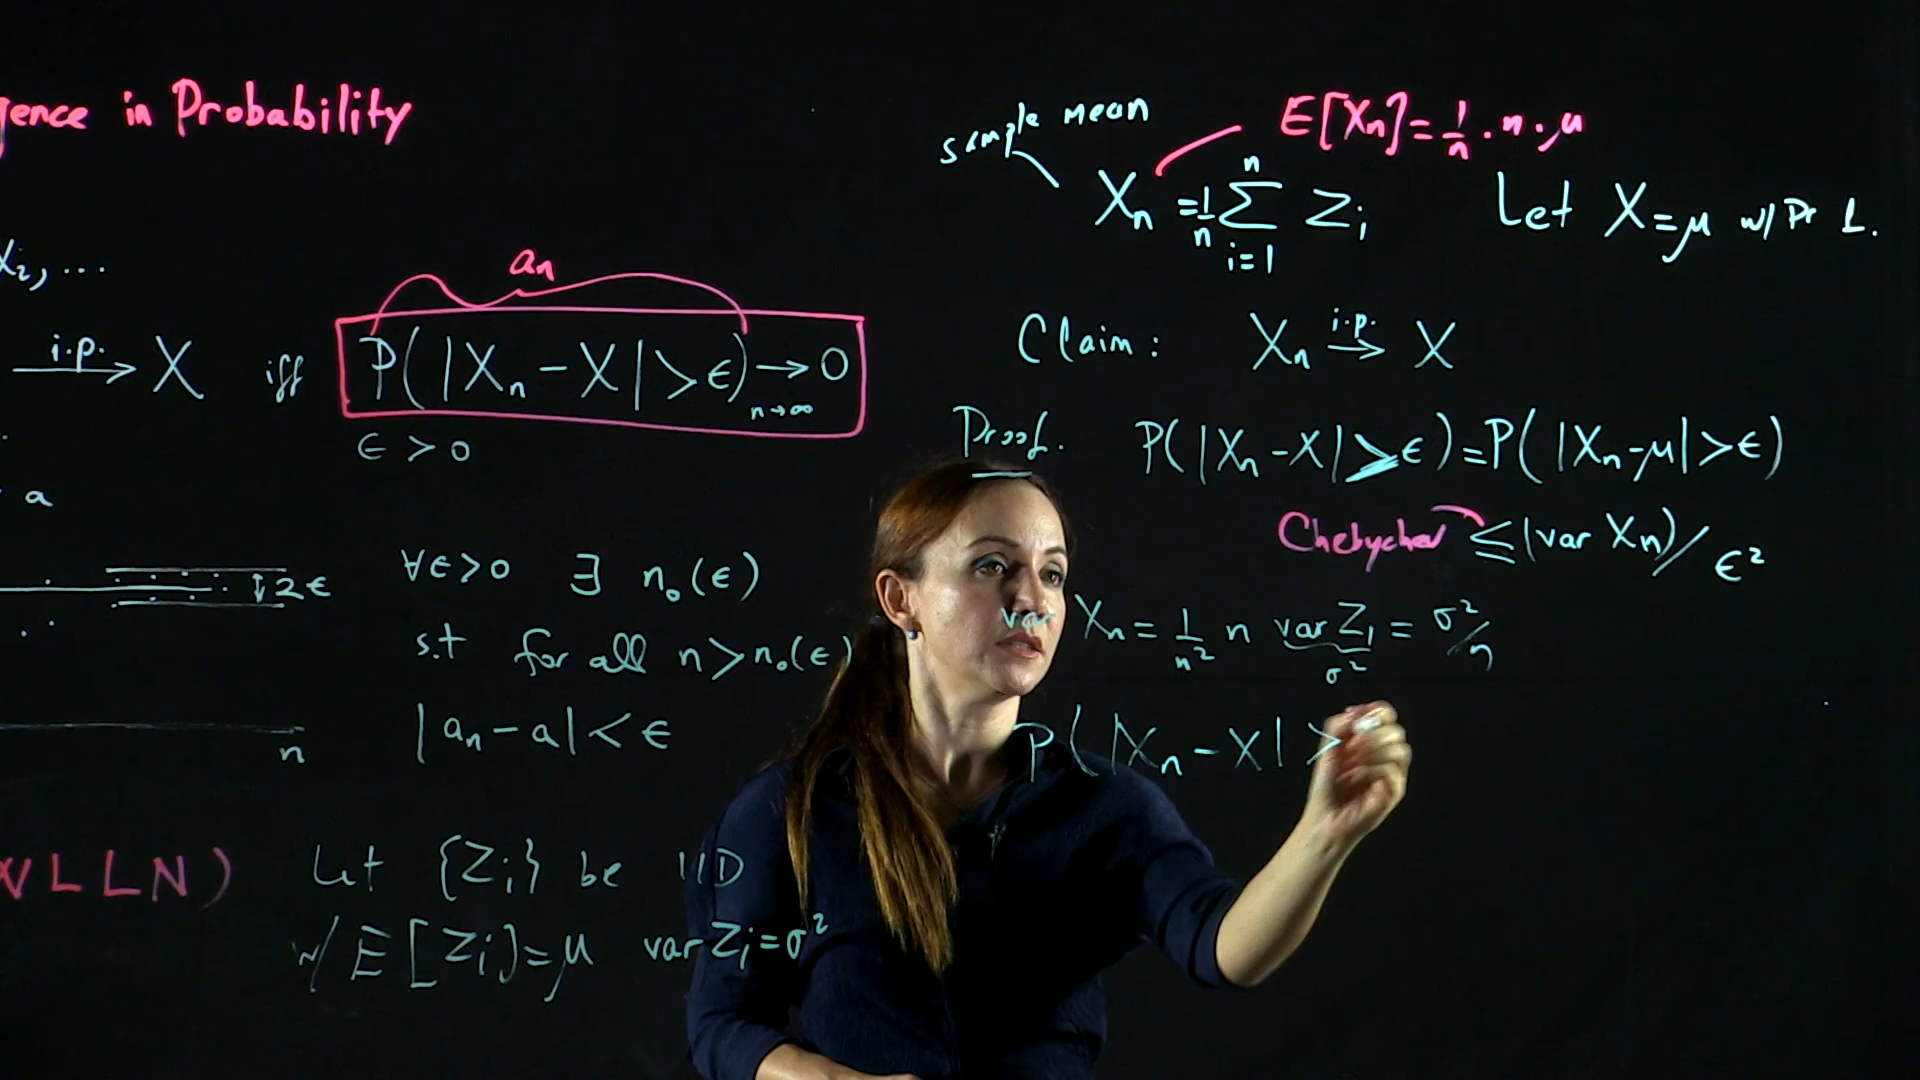 gence in Probability
X₂, ...
i.p. → X iff P(|Xₙ - X| > ϵ) → 0
n→∞
aₙ
ϵ > 0
a
2ϵ
∀ϵ>0 ∃ n₀(ϵ)
s.t for all n>n₀(ϵ)
|aₙ - a| < ϵ
n
WLLN) Let {Zᵢ} be IID
w/ E[Zᵢ]=μ var Zᵢ=σ²
sample mean
E[Xₙ]=1/n · n · μ
Xₙ = 1/n ∑ᵢ₌₁ⁿ Zᵢ Let X=μ w/ Pr 1.
Claim: Xₙ i.p. → X
Proof. P(|Xₙ - X| > ϵ) = P(|Xₙ - μ| > ϵ)
Chebychev ≤ (var Xₙ)/ϵ²
var Xₙ = 1/n² n var Z₁ = σ²/n
σ²
P(|Xₙ - X| >